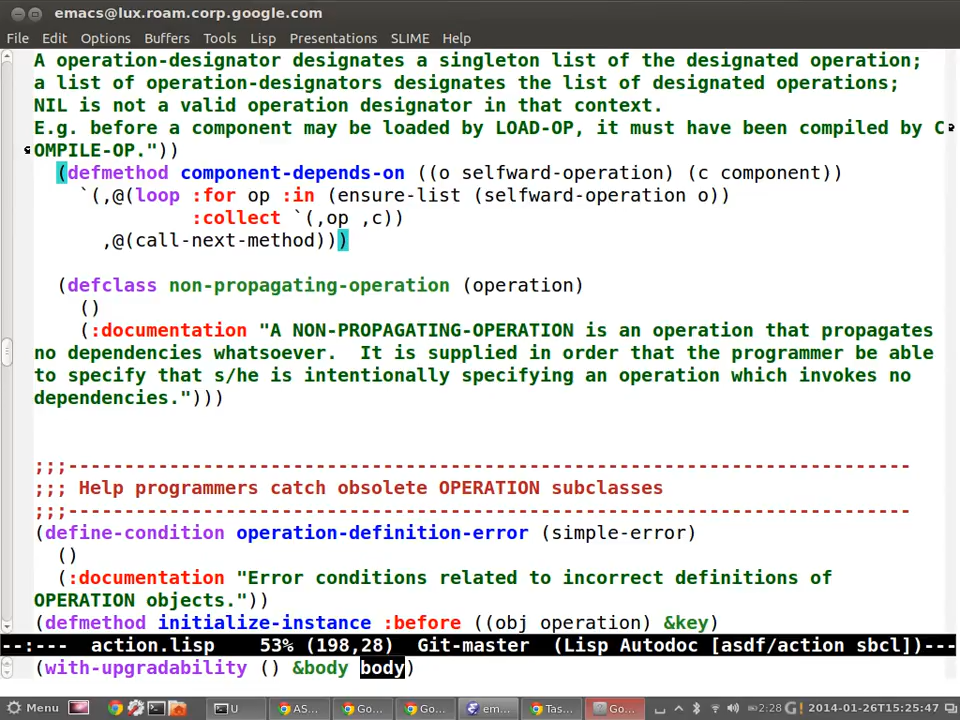 emacs@lux.roam.corp.google.com
File Edit Options Buffers Tools Lisp Presentations SLIME Help
A operation-designator designates a singleton list of the designated operation;
a list of operation-designators designates the list of designated operations;
NIL is not a valid operation designator in that context.
E.g. before a component may be loaded by LOAD-OP, it must have been compiled by C
OMPILE-OP."))
(defmethod component-depends-on ((o selfward-operation) (c component))
`(,@(loop :for op :in (ensure-list (selfward-operation o))
:collect `(,op ,c))
,@(call-next-method)))
(defclass non-propagating-operation (operation)
()
(:documentation "A NON-PROPAGATING-OPERATION is an operation that propagates
no dependencies whatsoever.  It is supplied in order that the programmer be able
to specify that s/he is intentionally specifying an operation which invokes no
dependencies.")))
;;;---------------------------------------------------------------------------
;;; Help programmers catch obsolete OPERATION subclasses
;;;---------------------------------------------------------------------------
(define-condition operation-definition-error (simple-error)
()
(:documentation "Error conditions related to incorrect definitions of
OPERATION objects."))
(defmethod initialize-instance :before ((obj operation) &key)
--:---  action.lisp    53% (198,28)  Git-master  (Lisp Autodoc [asdf/action sbcl])---
(with-upgradability () &body body)
Menu U AS... Go... Go... em... Tas... Go... 2:28 2014-01-26T15:25:47